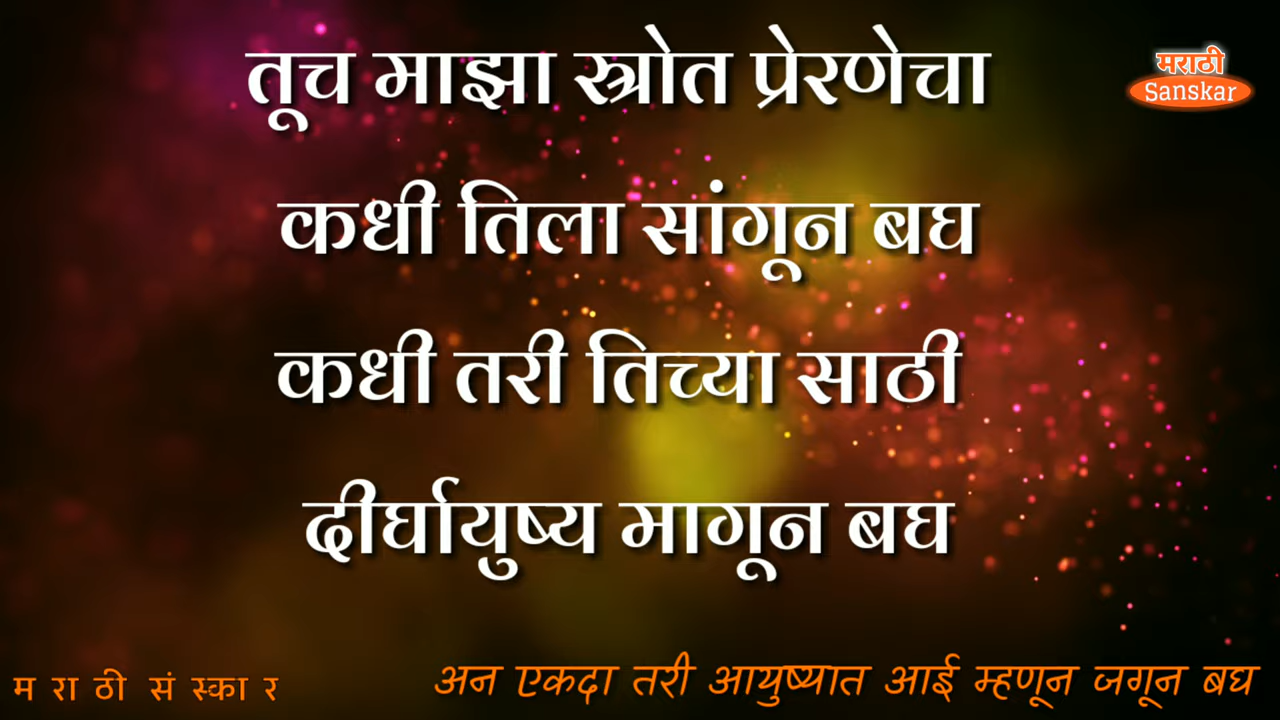 तूच माझा स्त्रोत प्रेरणेचा
मराठी
Sanskar
कधी तिला सांगून बघ
कधी तरी तिच्या साठी
दीर्घायुष्य मागून बघ
म रा ठी सं स्का र
अन एकदा तरी आयुष्यात आई म्हणून जगून बघ